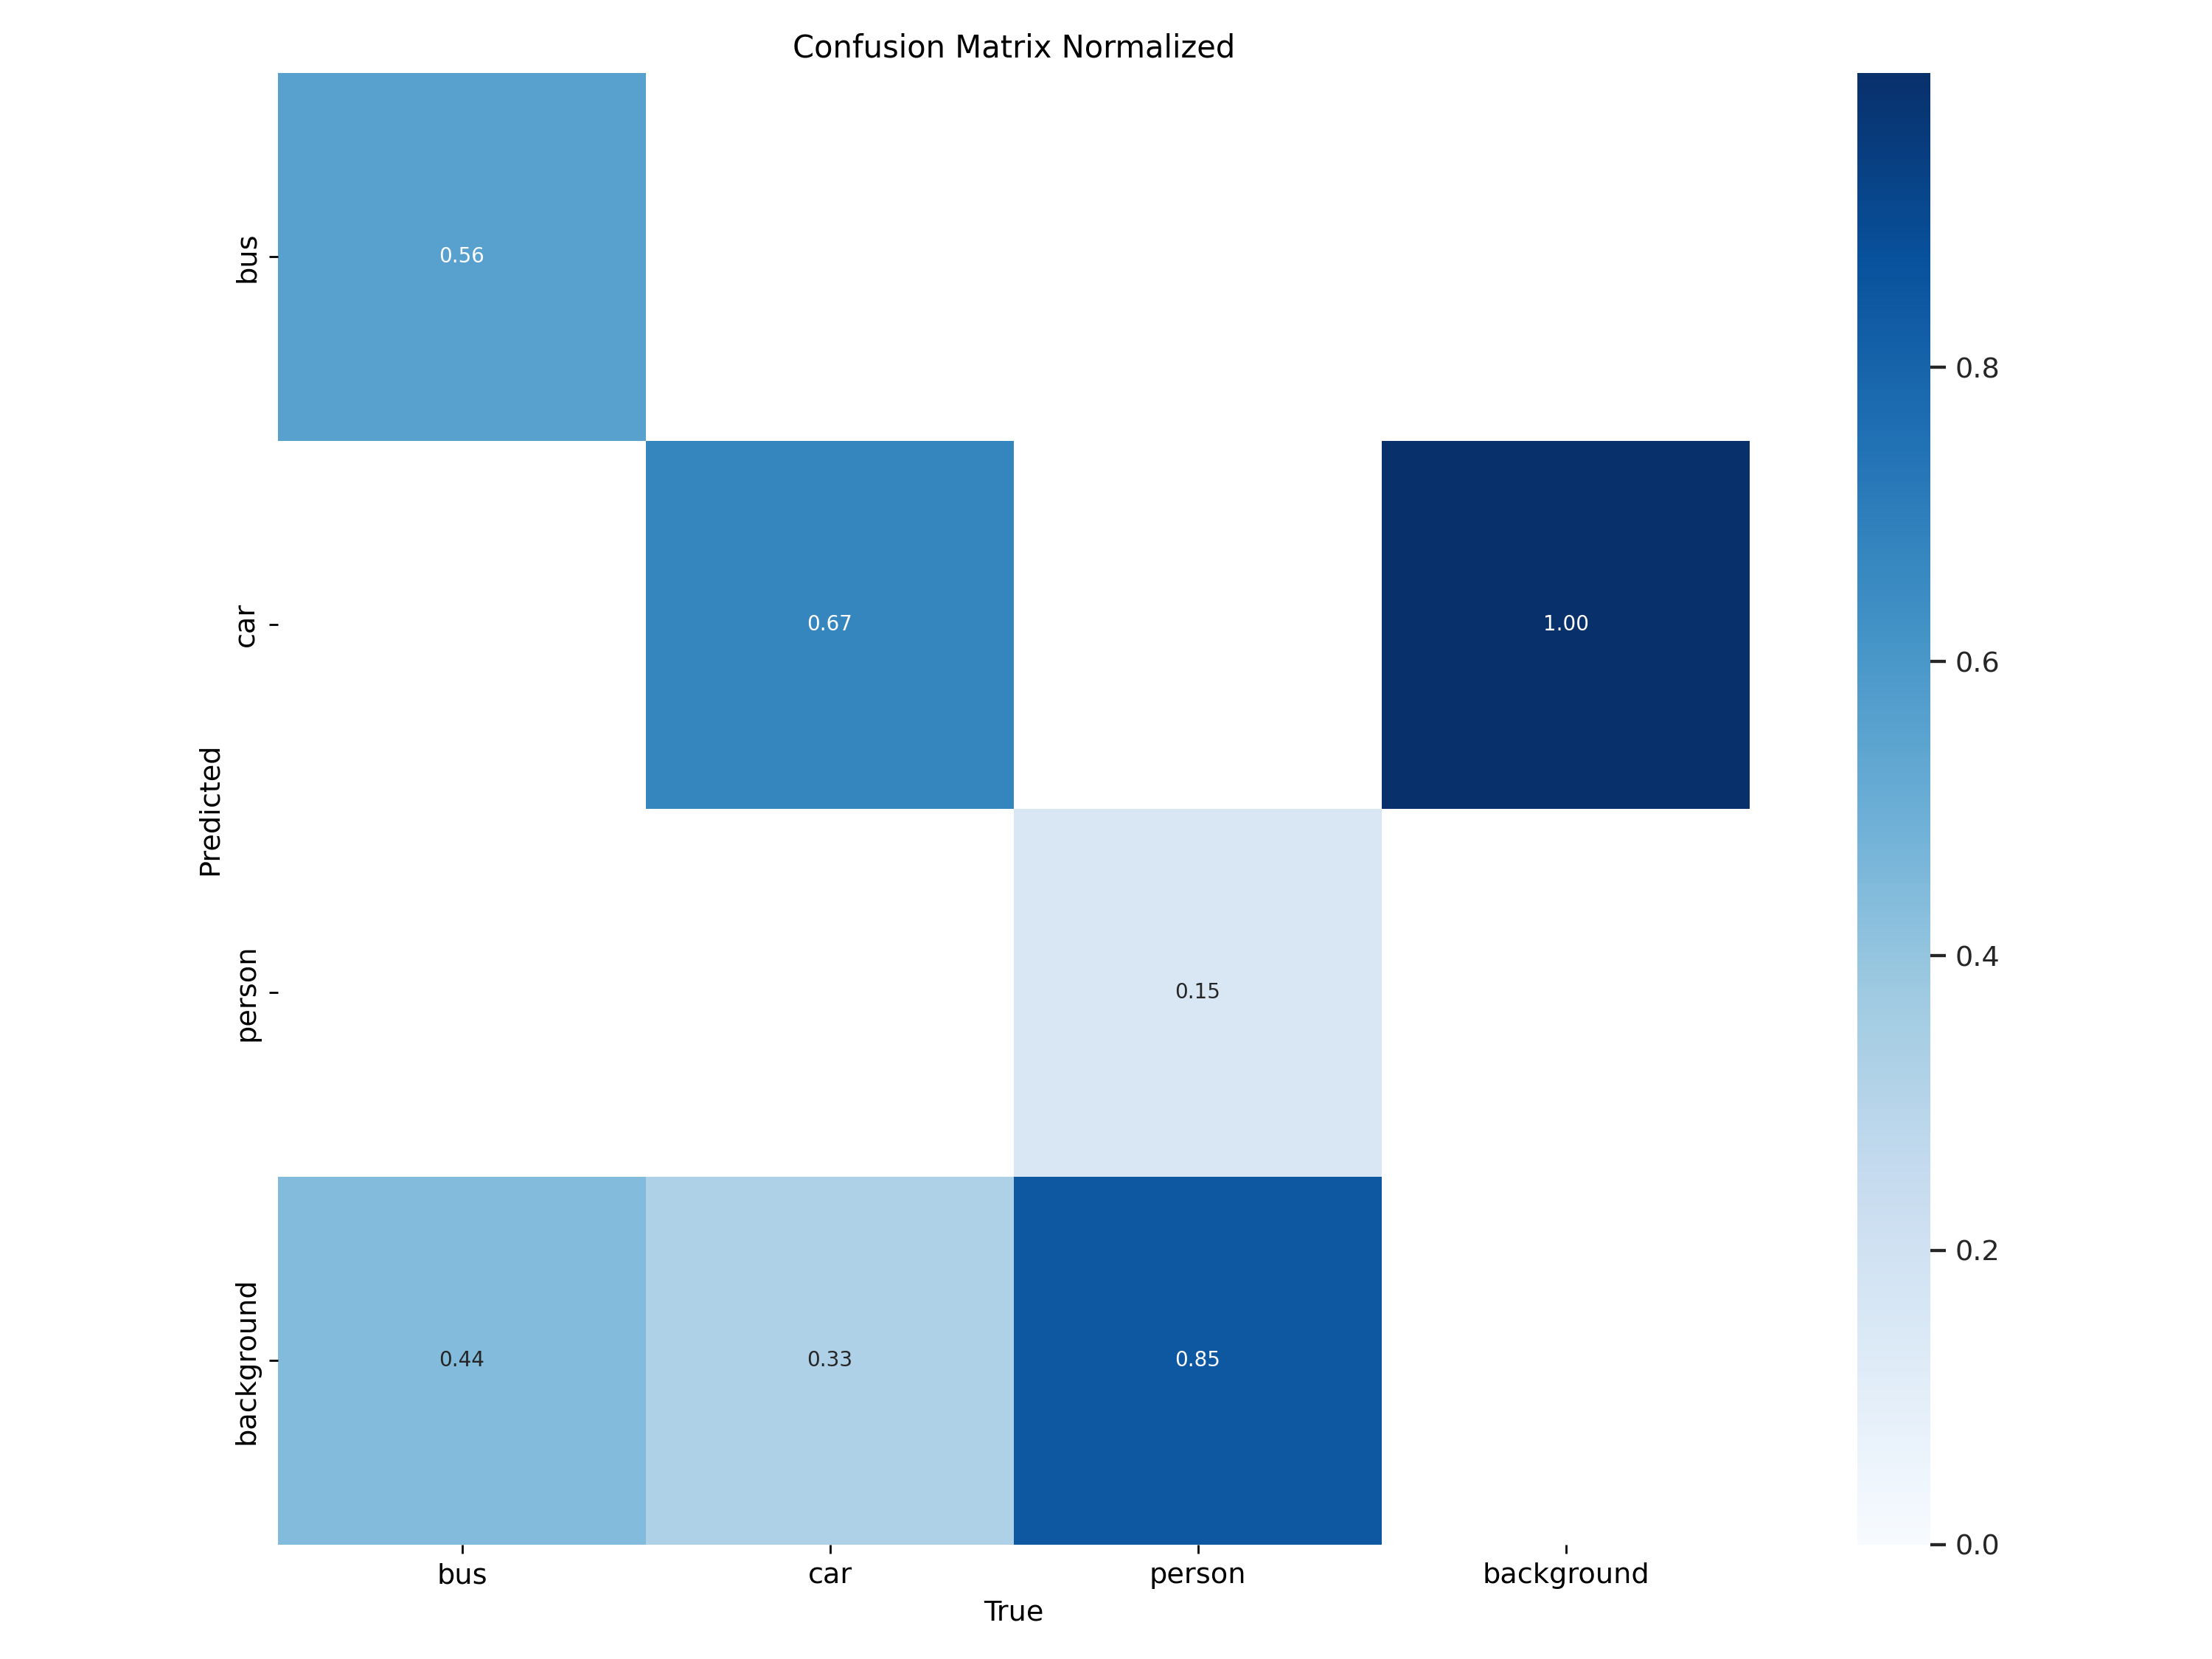 Confusion Matrix Normalized
bus
0.56
0.8
car
0.67
1.00
0.6
Predicted
0.4
person
0.15
0.2
background
0.44
0.33
0.85
0.0
bus
car
person
background
True